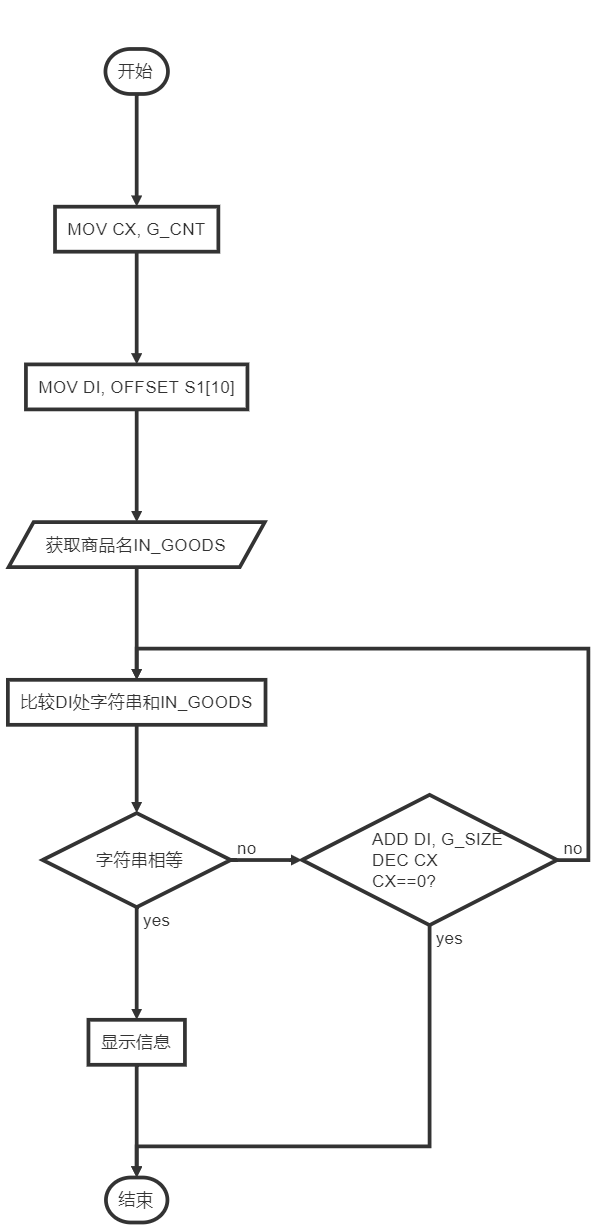 开始
MOV CX, G_CNT
MOV DI, OFFSET S1[10]
获取商品名IN_GOODS
比较DI处字符串和IN_GOODS
字符串相等
no
ADD DI, G_SIZE
DEC CX
CX==0?
no
yes
yes
显示信息
结束